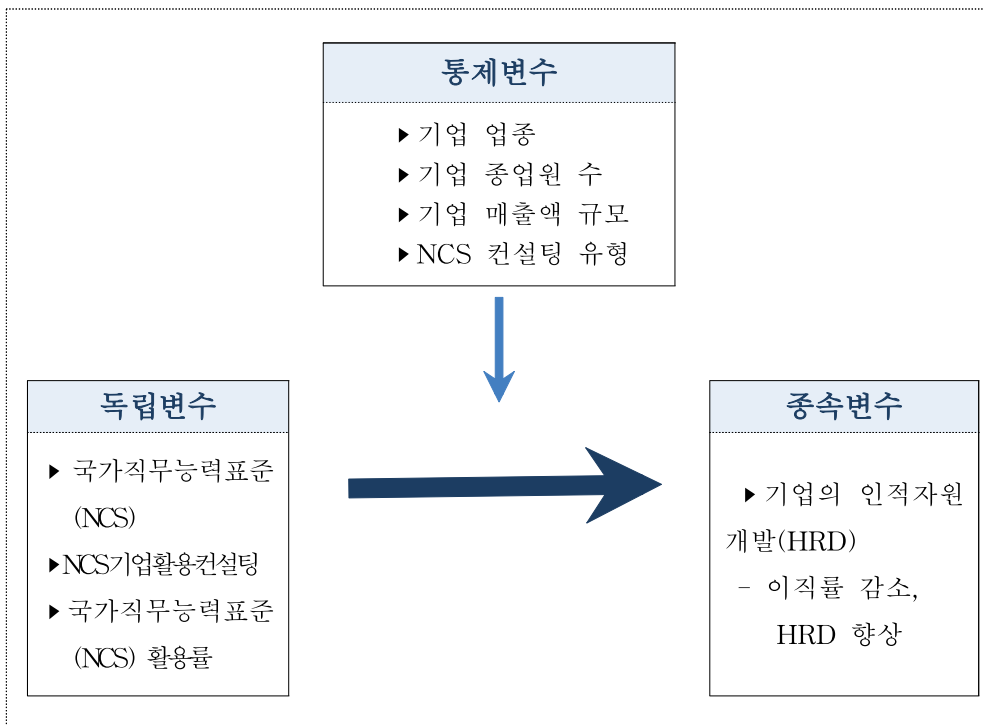 통제변수
▶기업 업종
▶기업 종업원 수
▶기업 매출액 규모
▶NCS 컨설팅 유형
독립변수
▶ 국가직무능력표준
(NCS)
▶NCS기업활용컨설팅
▶국가직무능력표준
(NCS) 활용률
종속변수
▶기업의 인적자원
개발(HRD)
- 이직률 감소,
HRD 향상